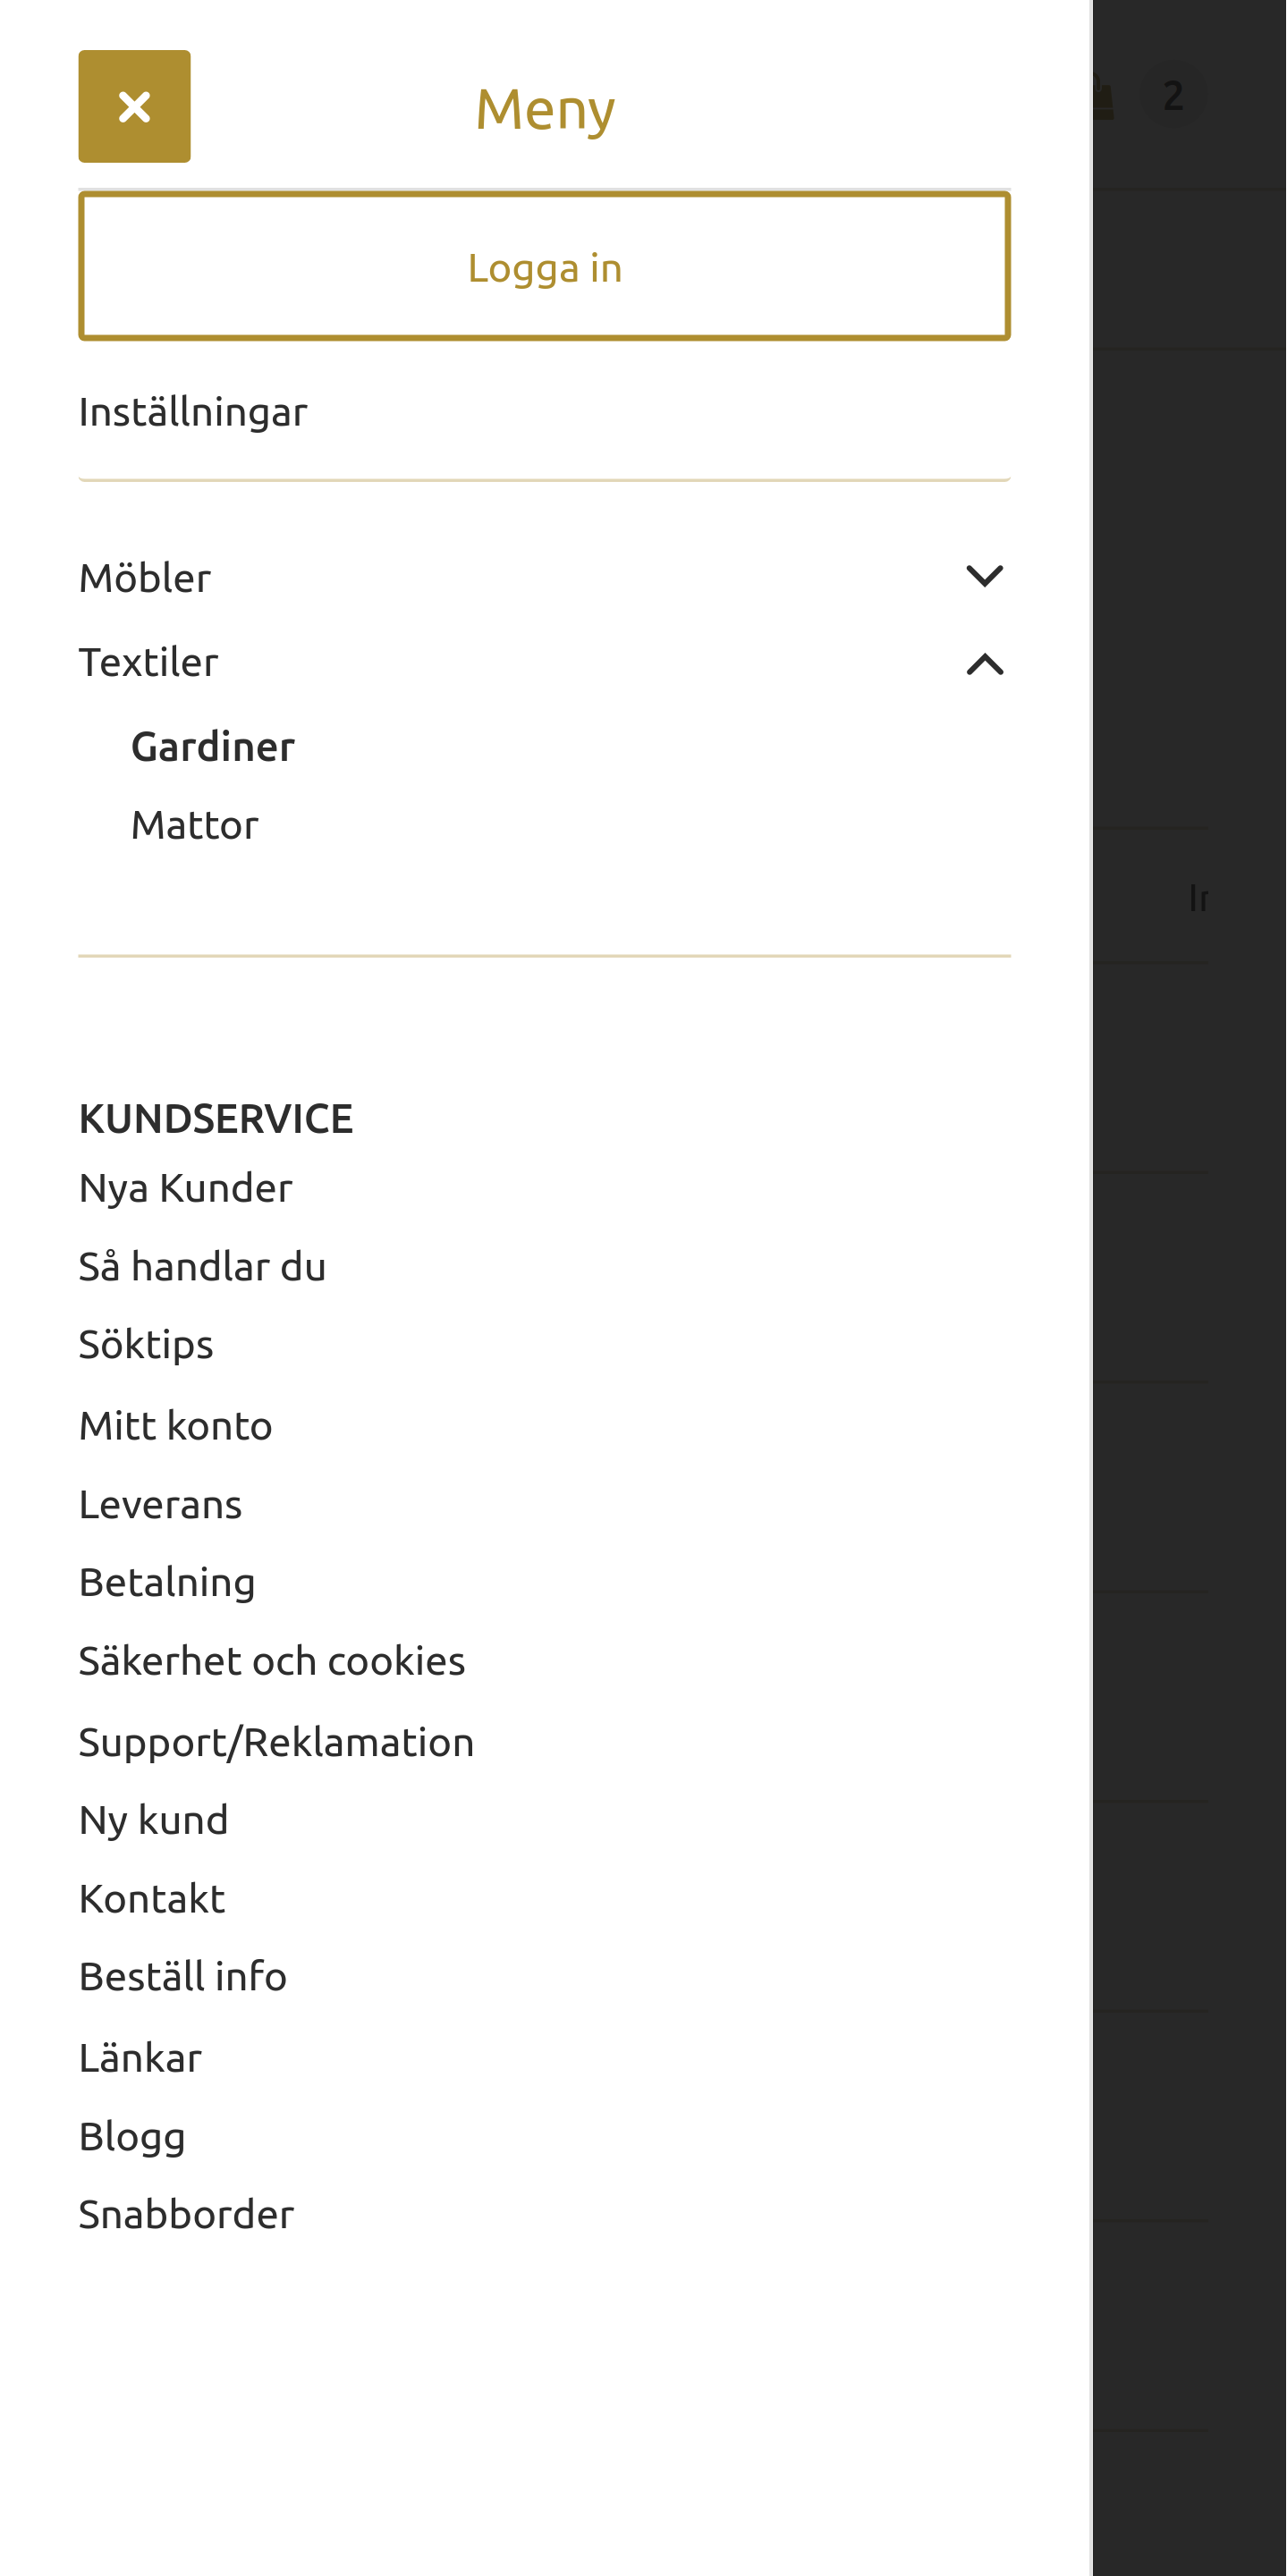 Meny
2
Logga in
Inställningar
Möbler
Textiler
Gardiner
Mattor
KUNDSERVICE
Nya Kunder
Så handlar du
Söktips
Mitt konto
Leverans
Betalning
Säkerhet och cookies
Support/Reklamation
Ny kund
Kontakt
Beställ info
Länkar
Blogg
Snabborder